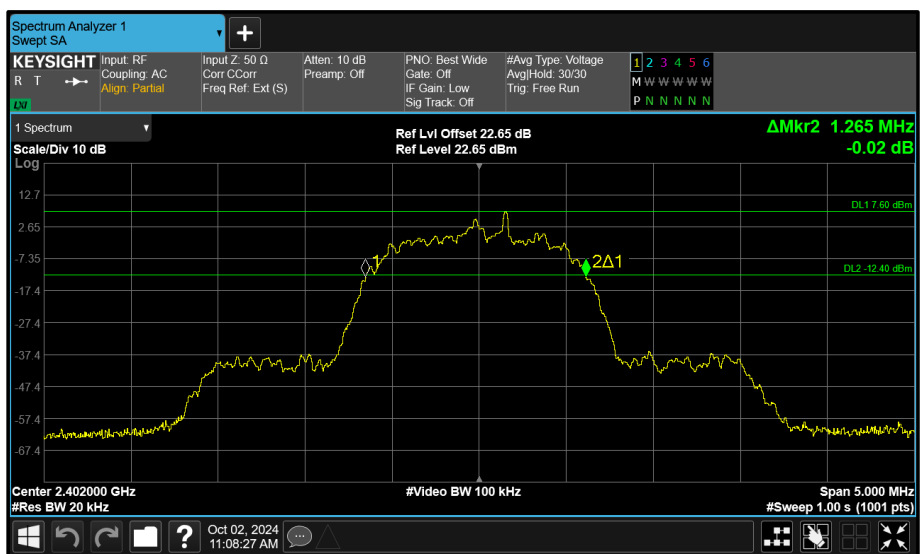 Spectrum Analyzer 1
Swept SA
KEYSIGHT
R T
LXI
Input: RF
Coupling: AC
Align: Partial
Input Z: 50 Ω
Corr CCorr
Freq Ref: Ext (S)
Atten: 10 dB
Preamp: Off
PNO: Best Wide
Gate: Off
IF Gain: Low
Sig Track: Off
#Avg Type: Voltage
Avg|Hold: 30/30
Trig: Free Run
1 2 3 4 5 6
M W W W W W
P N N N N N
1 Spectrum
Scale/Div 10 dB
Ref Lvl Offset 22.65 dB
Ref Level 22.65 dBm
ΔMkr2 1.265 MHz
-0.02 dB
Log
12.7
2.65
-7.35
-17.4
-27.4
-37.4
-47.4
-57.4
-67.4
DL1 7.60 dBm
1
2Δ1
DL2 -12.40 dBm
Center 2.402000 GHz
#Res BW 20 kHz
#Video BW 100 kHz
Span 5.000 MHz
#Sweep 1.00 s (1001 pts)
?
Oct 02, 2024
11:08:27 AM